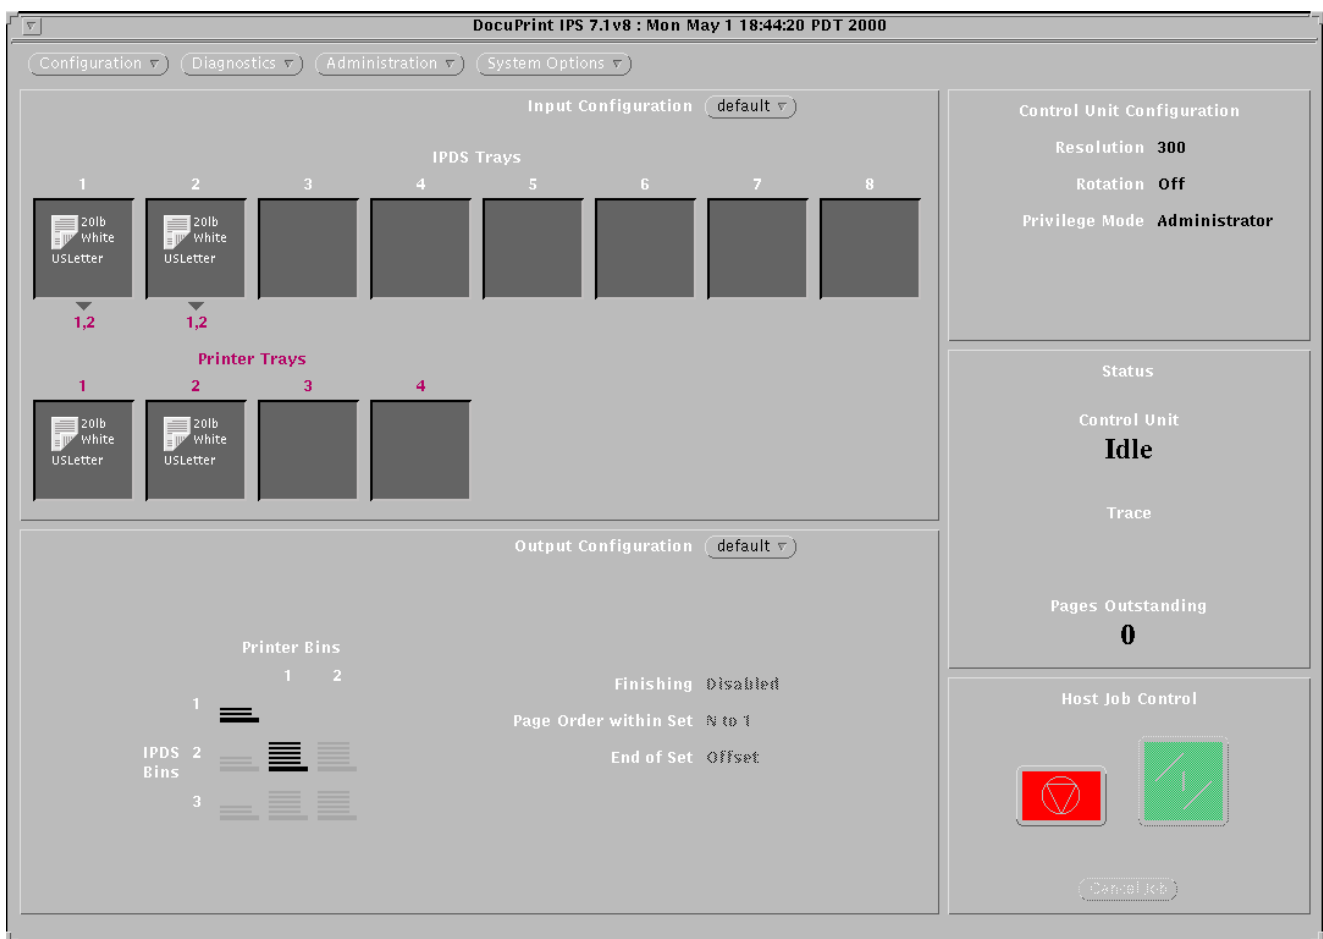 DocuPrint IPS 7.1v8 : Mon May 1 18:44:20 PDT 2000
Configuration Diagnostics Administration System Options
Input Configuration default
IPDS Trays
1 2 3 4 5 6 7 8
20lb White USLetter
20lb White USLetter
1,2 1,2
Printer Trays
1 2 3 4
20lb White USLetter
20lb White USLetter
Output Configuration default
Printer Bins
1 2
1
IPDS Bins 2
3
Finishing Disabled
Page Order within Set N to 1
End of Set Offset
Control Unit Configuration
Resolution 300
Rotation Off
Privilege Mode Administrator
Status
Control Unit
Idle
Trace
Pages Outstanding
0
Host Job Control
Cancel Job